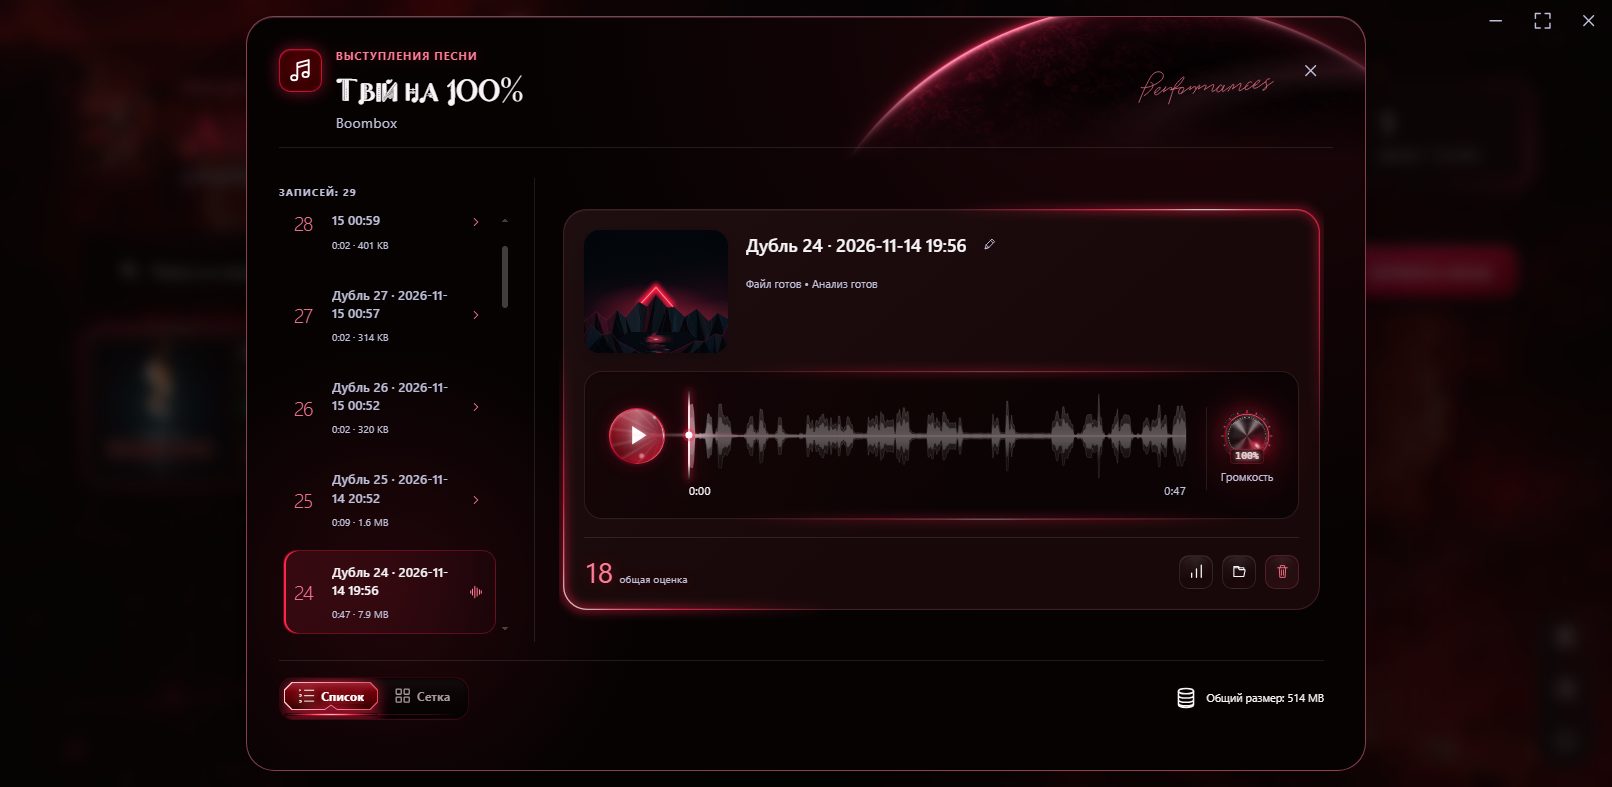 ВЫСТУПЛЕНИЯ ПЕСНИ
Твій на 100%
Boombox
Performances
ЗАПИСЕЙ: 29
28
15 00:59
0:02 · 401 KB
27
Дубль 27 · 2026-11-
15 00:57
0:02 · 314 KB
26
Дубль 26 · 2026-11-
15 00:52
0:02 · 320 KB
25
Дубль 25 · 2026-11-
14 20:52
0:09 · 1.6 MB
24
Дубль 24 · 2026-11-
14 19:56
0:47 · 7.9 MB
Дубль 24 · 2026-11-14 19:56
Файл готов • Анализ готов
0:00
0:47
100%
Громкость
18 общая оценка
Список
Сетка
Общий размер: 514 MB